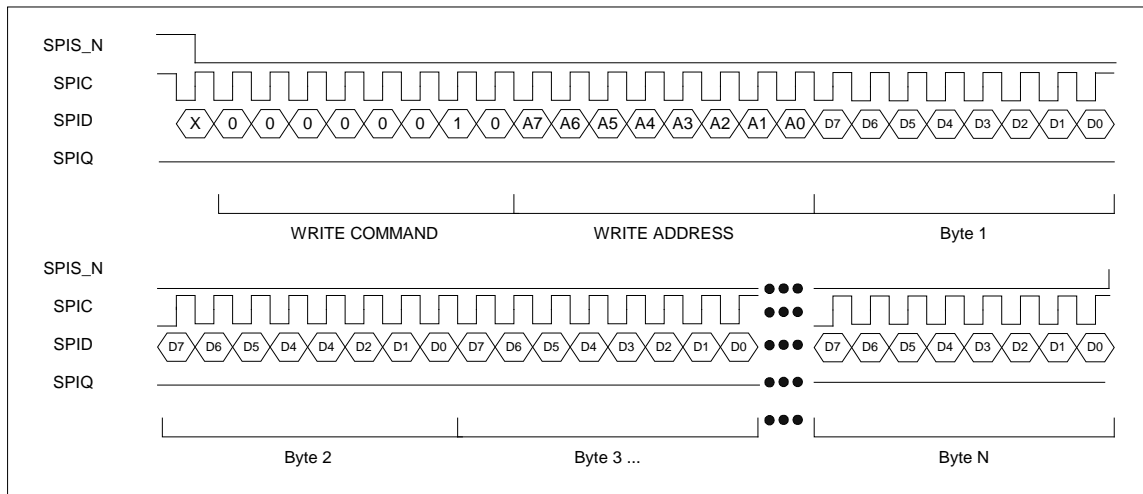 SPIS_N
SPIC
SPID X 0 0 0 0 0 0 1 0 A7 A6 A5 A4 A3 A2 A1 A0 D7 D6 D5 D4 D3 D2 D1 D0
SPIQ
WRITE COMMAND WRITE ADDRESS Byte 1
SPIS_N
SPIC
SPID D7 D6 D5 D4 D4 D2 D1 D0 D7 D6 D5 D4 D3 D2 D1 D0 D7 D6 D5 D4 D3 D2 D1 D0
SPIQ
Byte 2 Byte 3 ... Byte N